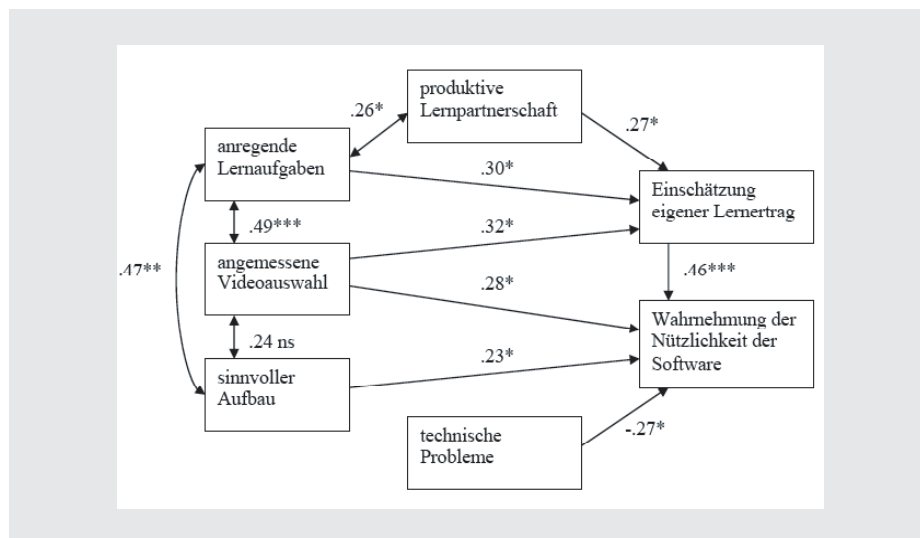 produktive
Lernpartnerschaft
.26*
.27*
anregende
Lernaufgaben
.30*
Einschätzung
eigener Lernertrag
.49***
.32*
.47**
angemessene
Videoauswahl
.46***
.28*
Wahrnehmung der
Nützlichkeit der
Software
.24 ns
.23*
sinnvoller
Aufbau
technische
Probleme
-.27*